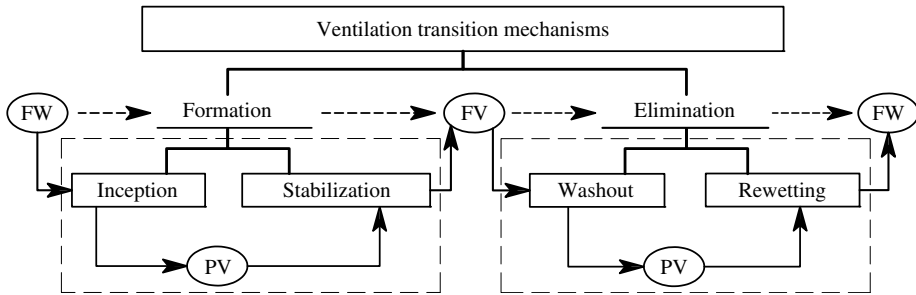 Ventilation transition mechanisms
FW
Formation
FV
Elimination
FW
Inception
Stabilization
Washout
Rewetting
PV
PV